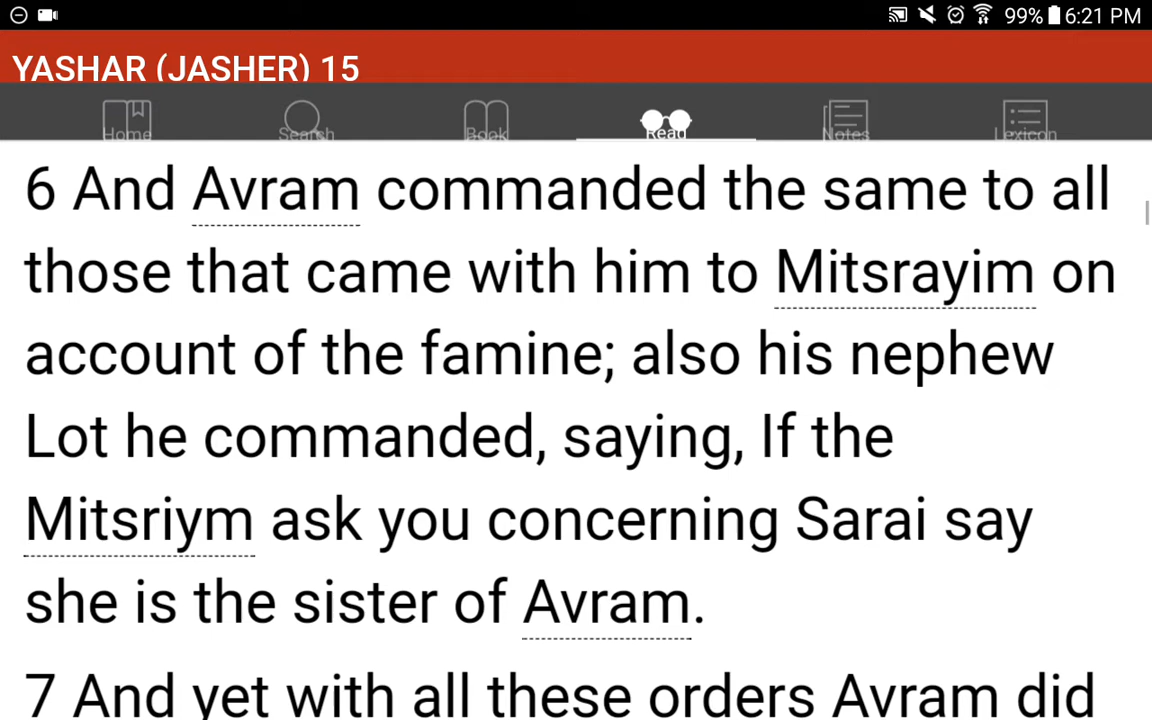 99% 6:21 PM
YASHAR (JASHER) 15
Home Search Book Read Notes Lexicon
6 And Avram commanded the same to all
those that came with him to Mitsrayim on
account of the famine; also his nephew
Lot he commanded, saying, If the
Mitsriym ask you concerning Sarai say
she is the sister of Avram.
7 And yet with all these orders Avram did